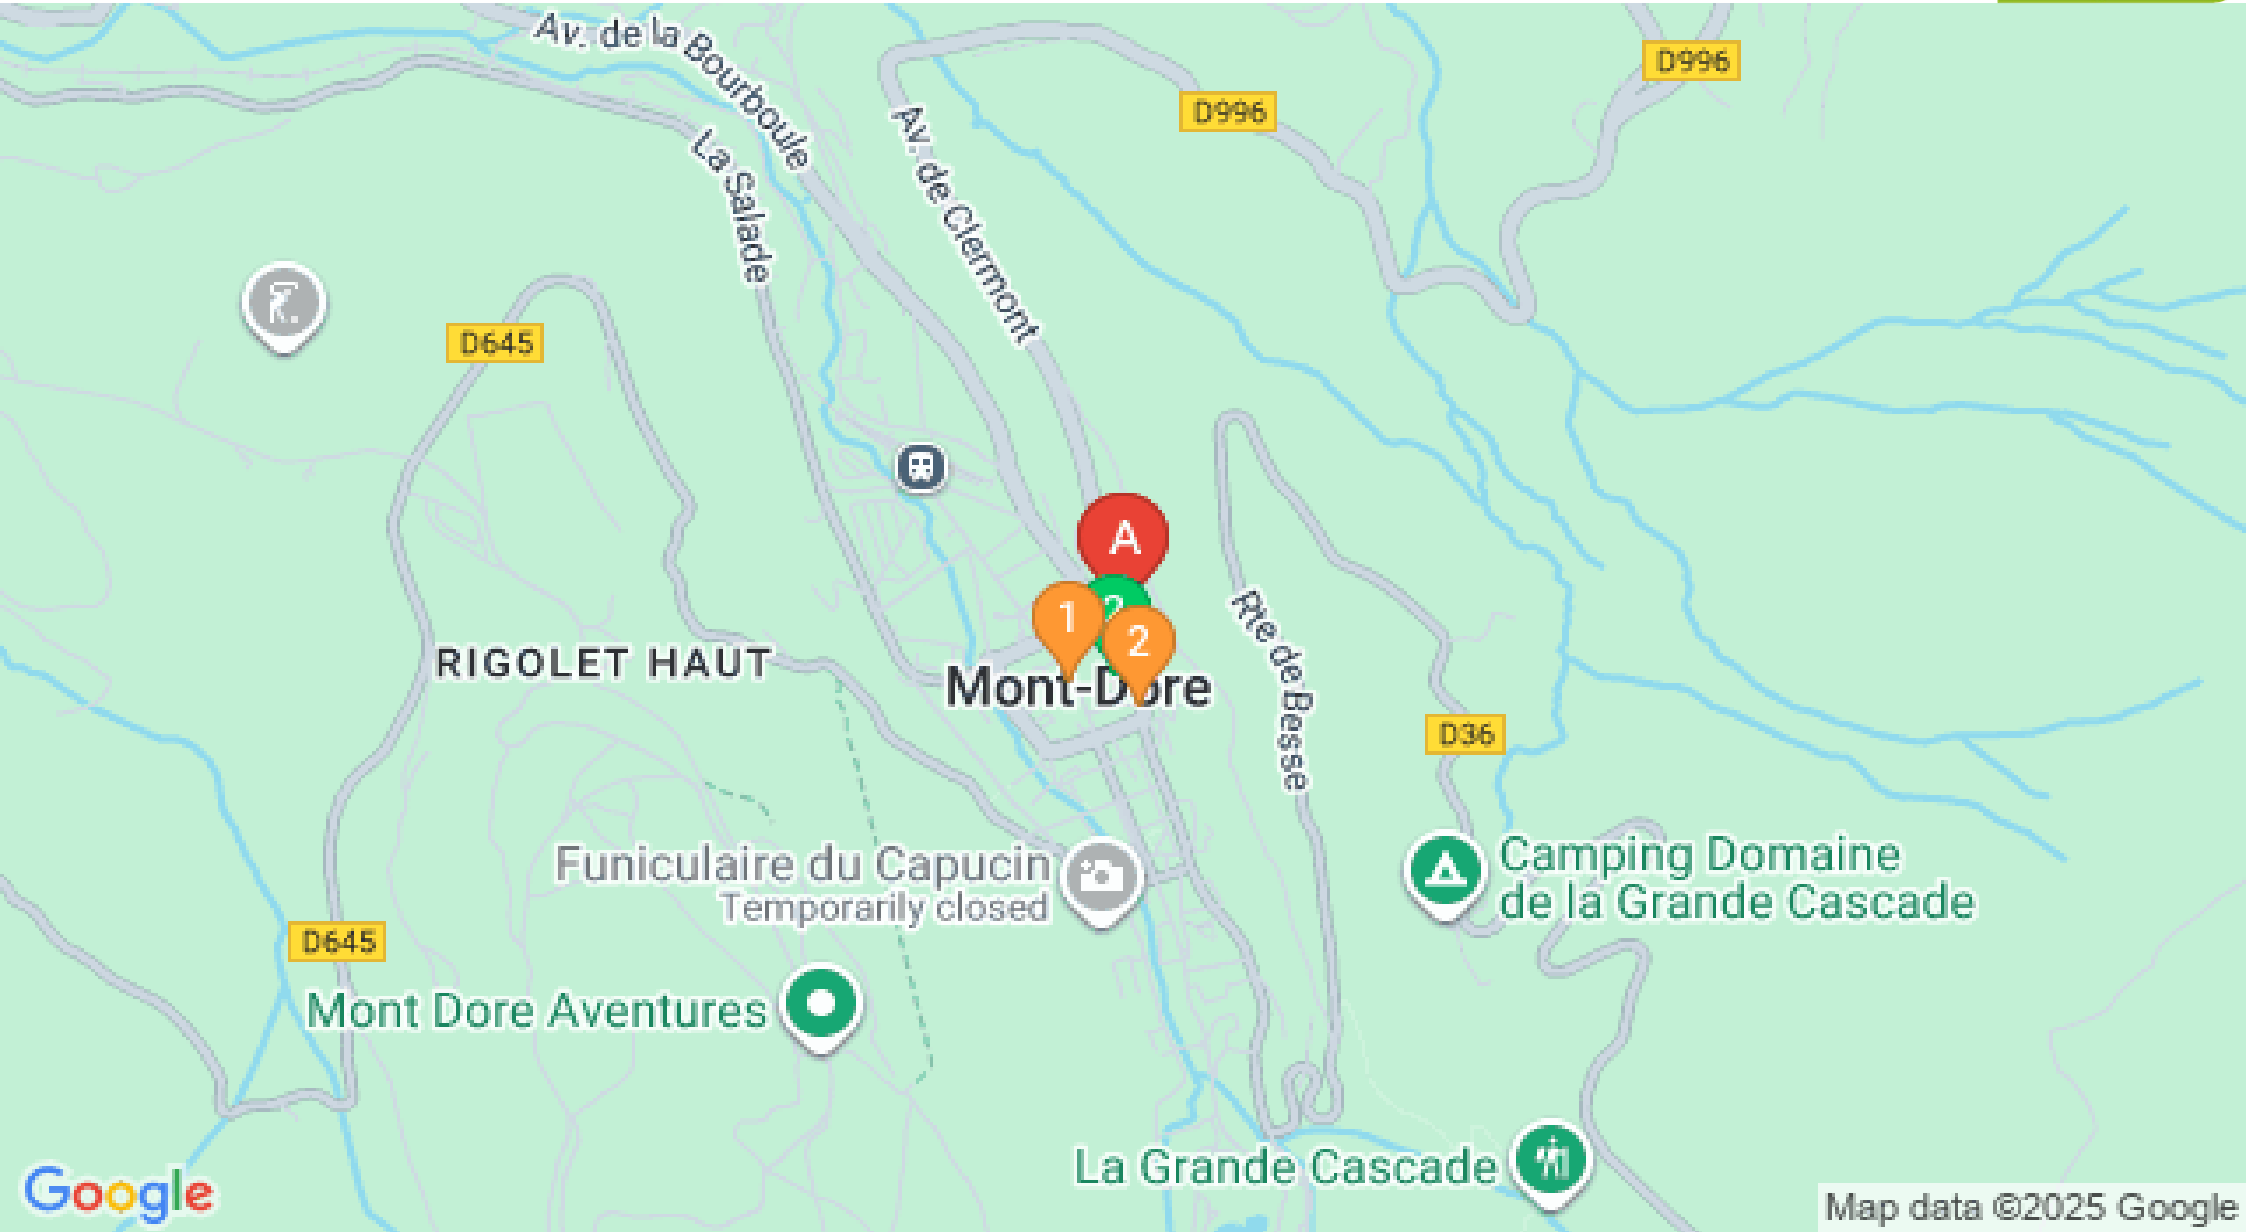 Av. de la Bourboule
D996
D996
Av. de Clermont
La Salade
D645
A
2
1
2
Rte de Besse
RIGOLET HAUT
Mont-Dore
D36
Funiculaire du Capucin
Temporarily closed
Camping Domaine
de la Grande Cascade
D645
Mont Dore Aventures
La Grande Cascade
Google
Map data ©2025 Google